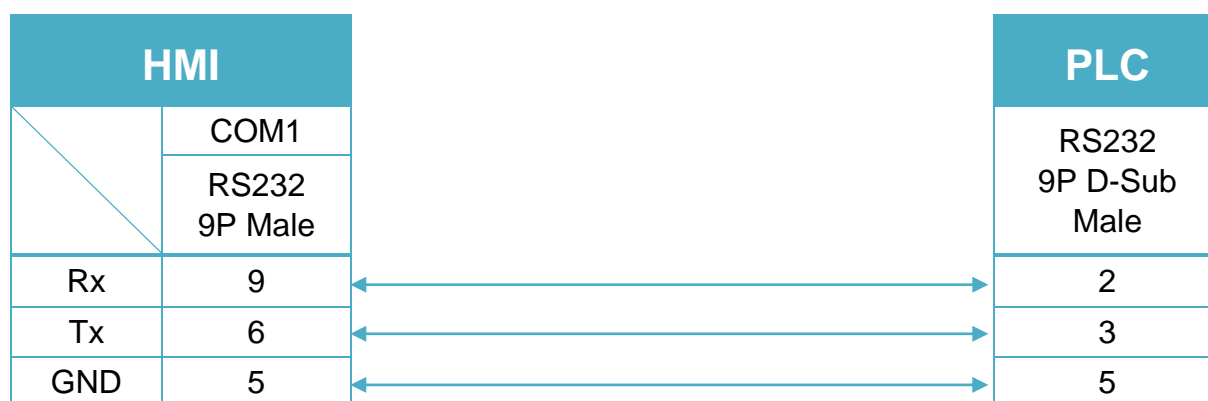 HMI
PLC
COM1
RS232
9P Male
RS232
9P D-Sub
Male
Rx 9 2
Tx 6 3
GND 5 5